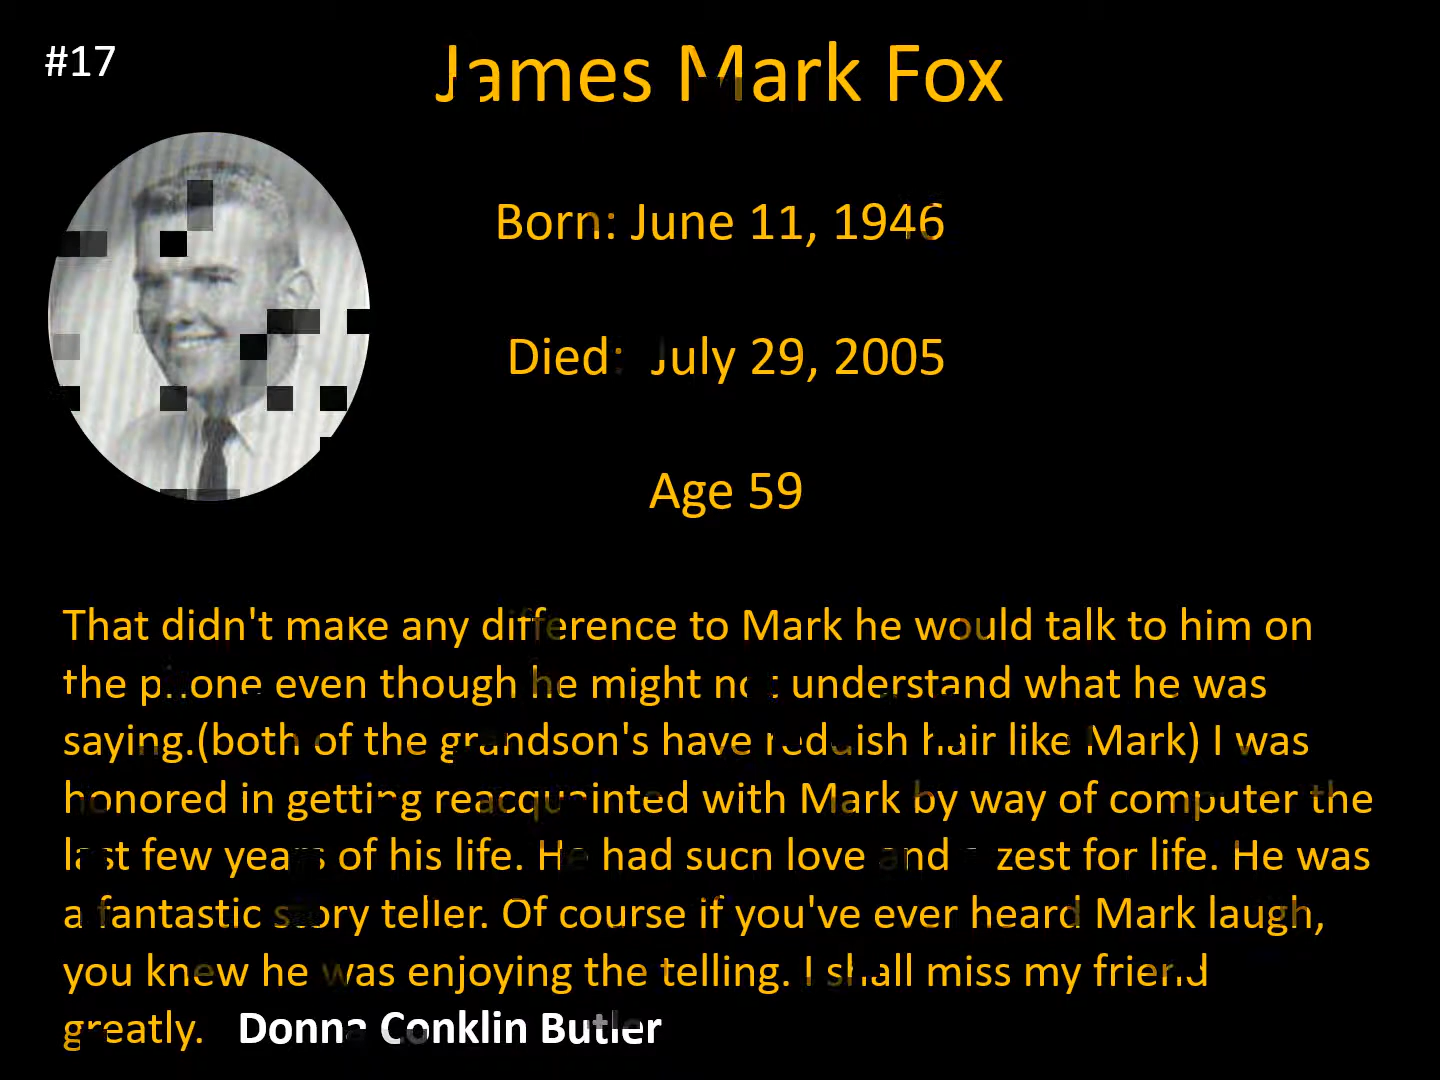 #17
James Mark Fox
Born: June 11, 1946
Died: July 29, 2005
Age 59
That didn't make any difference to Mark he would talk to him on
the phone even though he might not understand what he was
saying.(both of the grandson's have reddish hair like Mark) I was
honored in getting reacquainted with Mark by way of computer the
last few years of his life. He had such love and zest for life. He was
a fantastic story teller. Of course if you've ever heard Mark laugh,
you knew he was enjoying the telling. I shall miss my friend
greatly. Donna Conklin Butler